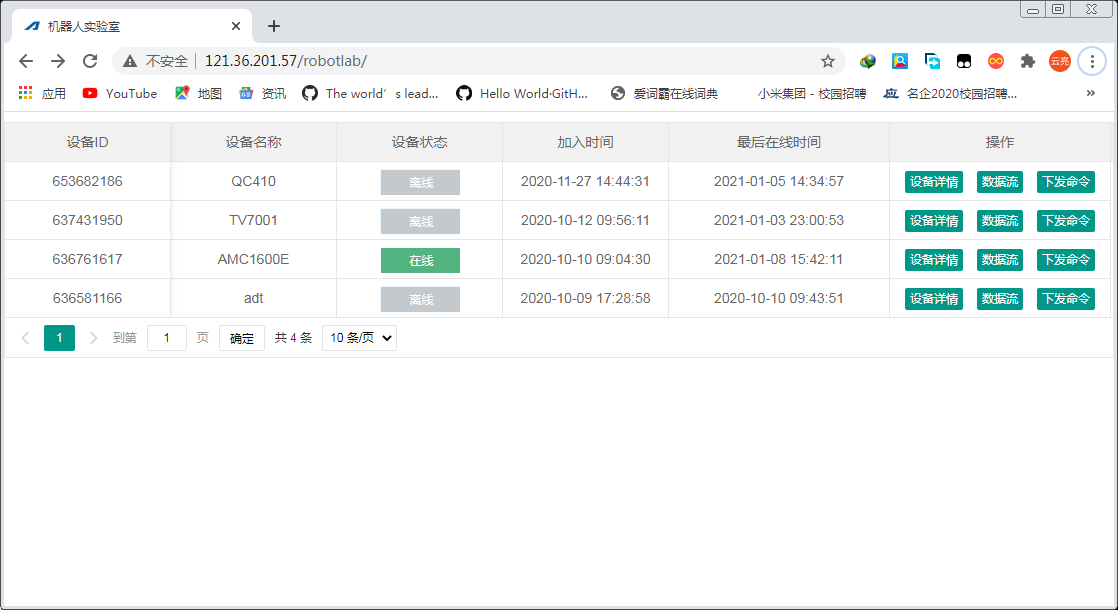 机器人实验室
不安全 121.36.201.57/robotlab/
云亮
应用 YouTube 地图 资讯 The world’s lead... Hello World·GitH... 爱词霸在线词典 小米集团 - 校园招聘 名企2020校园招聘... »
设备ID 设备名称 设备状态 加入时间 最后在线时间 操作
653682186 QC410 离线 2020-11-27 14:44:31 2021-01-05 14:34:57 设备详情 数据流 下发命令
637431950 TV7001 离线 2020-10-12 09:56:11 2021-01-03 23:00:53 设备详情 数据流 下发命令
636761617 AMC1600E 在线 2020-10-10 09:04:30 2021-01-08 15:42:11 设备详情 数据流 下发命令
636581166 adt 离线 2020-10-09 17:28:58 2020-10-10 09:43:51 设备详情 数据流 下发命令
1 到第 1 页 确定 共 4 条 10 条/页